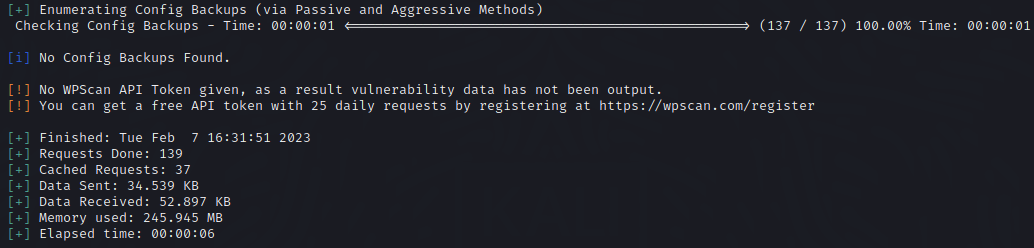 [+] Enumerating Config Backups (via Passive and Aggressive Methods)
 Checking Config Backups - Time: 00:00:01 <==================================================> (137 / 137) 100.00% Time: 00:00:01
[i] No Config Backups Found.
[!] No WPScan API Token given, as a result vulnerability data has not been output.
[!] You can get a free API token with 25 daily requests by registering at https://wpscan.com/register
[+] Finished: Tue Feb  7 16:31:51 2023
[+] Requests Done: 139
[+] Cached Requests: 37
[+] Data Sent: 34.539 KB
[+] Data Received: 52.897 KB
[+] Memory used: 245.945 MB
[+] Elapsed time: 00:00:06